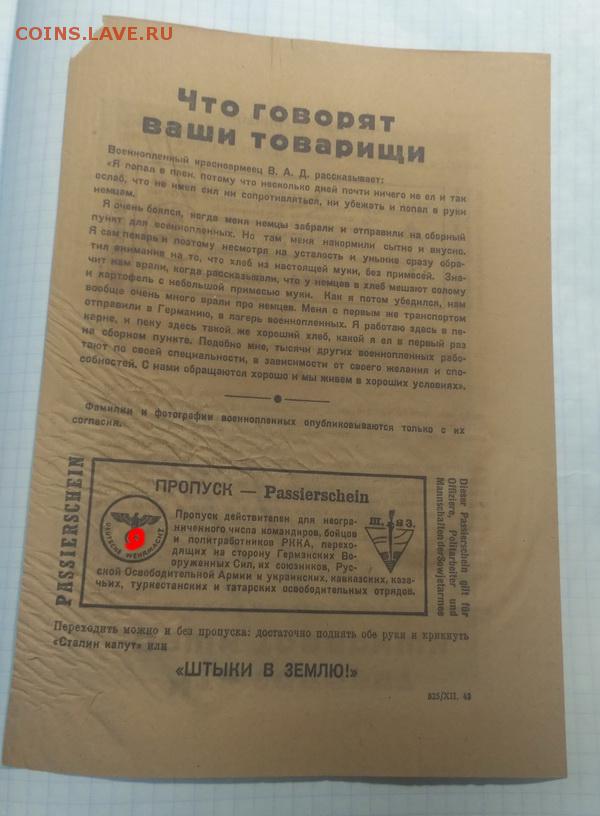 COINS.LAVE.RU
Что говорят
ваши товарищи
Военнопленный красноармеец В. А. Д. рассказывает:
«Я попал в плен, потому что несколько дней почти ничего не ел и так
ослаб, что не имел сил ни сопротивляться, ни убежать и попал в руки
немцам.
Я очень боялся, когда меня немцы забрали и отправили на сборный
пункт для военнопленных. Но там меня накормили сытно и вкусно.
Я сам пекарь и поэтому несмотря на усталость и уныние сразу обра-
тил внимание на то, что хлеб из настоящей муки, без примесей. Зна-
чит нам врали, когда рассказывали, что у немцев в хлеб мешают солому
и картофель с небольшой примесью муки. Как я потом убедился, нам
вообще очень много врали про немцев. Меня с первым же транспортом
отправили в Германию, в лагерь военнопленных. Я работаю здесь в пе-
карне, и пеку здесь такой же хороший хлеб, какой я ел в первый раз
на сборном пункте. Подобно мне, тысячи других военнопленных рабо-
тают по своей специальности, в зависимости от своего желания и спо-
собностей. С нами обращаются хорошо и мы живем в хороших условиях».
Фамилии и фотографии военнопленных опубликовываются только с их
согласия.
PASSIERSCHEIN
ПРОПУСК — Passierschein
Пропуск действителен для неогра-
ниченного числа командиров, бойцов
и политработников РККА, перехо-
дящих на сторону Германских Во-
оруженных Сил, их союзников, Рус-
ской Освободительной Армии и украинских, кавказских, каза-
чьих, туркестанских и татарских освободительных отрядов.
DEUTSCHE WEHRMACHT
Ш. ВЗ.
Dieser Passierschein gilt für
Offiziere, Politarbeiter und
Mannschaften der Sowjetarmee
Переходить можно и без пропуска: достаточно поднять обе руки и крикнуть
«Сталин капут» или
«ШТЫКИ В ЗЕМЛЮ!»
825/XII. 43